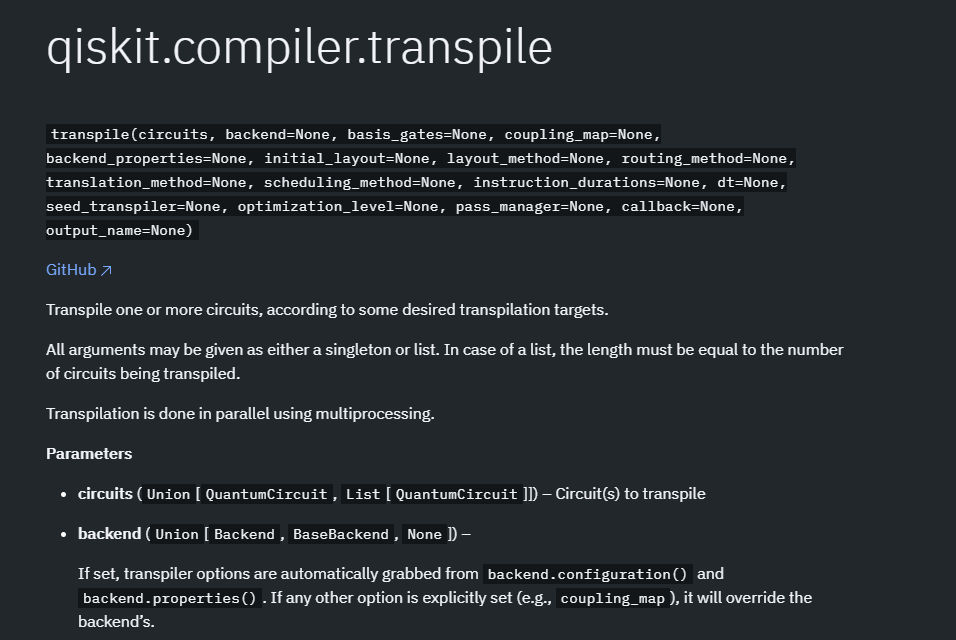 qiskit.compiler.transpile
transpile(circuits, backend=None, basis_gates=None, coupling_map=None,
backend_properties=None, initial_layout=None, layout_method=None, routing_method=None,
translation_method=None, scheduling_method=None, instruction_durations=None, dt=None,
seed_transpiler=None, optimization_level=None, pass_manager=None, callback=None,
output_name=None)
GitHub ↗
Transpile one or more circuits, according to some desired transpilation targets.
All arguments may be given as either a singleton or list. In case of a list, the length must be equal to the number
of circuits being transpiled.
Transpilation is done in parallel using multiprocessing.
Parameters
• circuits ( Union [ QuantumCircuit , List [ QuantumCircuit ]]) – Circuit(s) to transpile
• backend ( Union [ Backend , BaseBackend , None ]) –
If set, transpiler options are automatically grabbed from backend.configuration() and
backend.properties() . If any other option is explicitly set (e.g., coupling_map ), it will override the
backend’s.